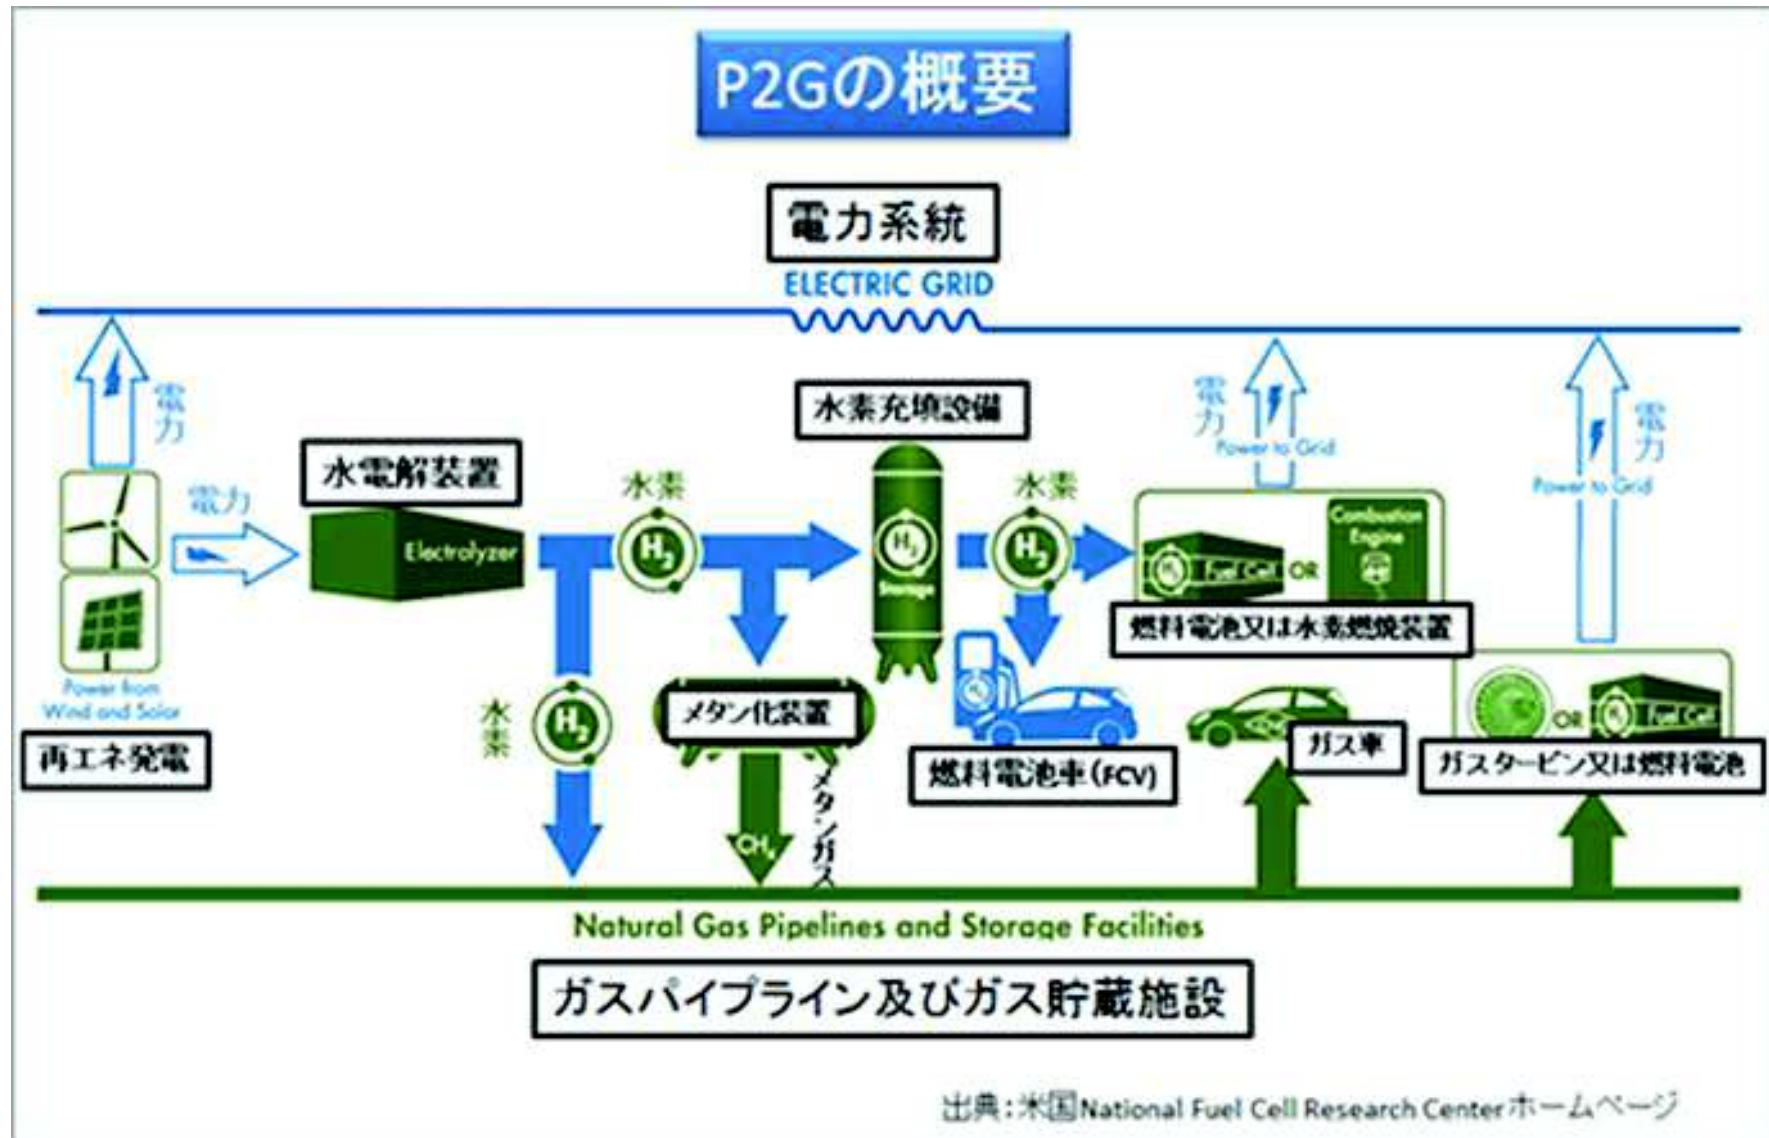 P2Gの概要
電力系統
ELECTRIC GRID
電力
電力
Power to Grid
電力
Power to Grid
水素充填設備
水電解装置
水素
水素
電力
Electrolyzer
H2
H2
Storage
H2
Fuel Cell
OR
Combustion
Engine
燃料電池又は水素燃焼装置
Power from
Wind and Solar
再エネ発電
水素
H2
メタン化装置
メタンガス
CH4
燃料電池車(FCV)
ガス車
OR
Fuel Cell
ガスタービン又は燃料電池
Natural Gas Pipelines and Storage Facilities
ガスパイプライン及びガス貯蔵施設
出典:米国National Fuel Cell Research Centerホームページ